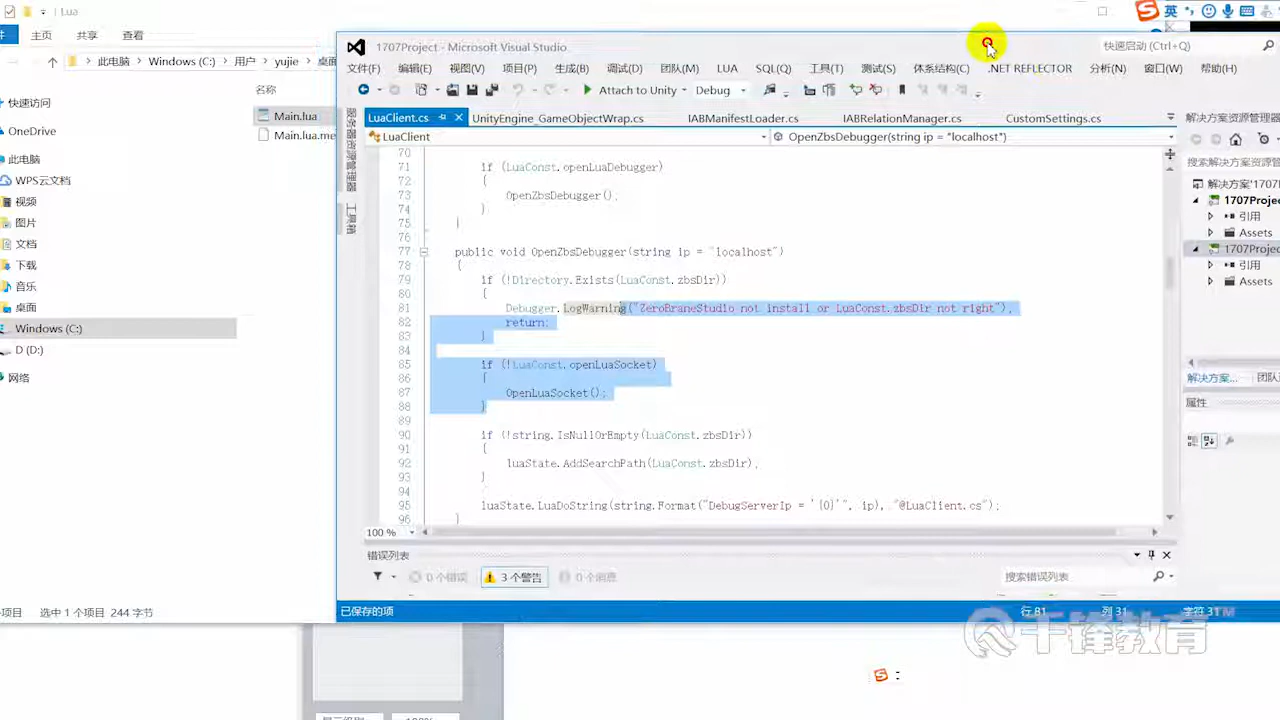 Lua
英
主页 共享 查看
此电脑 Windows (C:) 用户 yujie 桌面
名称
快速访问
OneDrive
此电脑
WPS云文档
视频
图片
文档
下载
音乐
桌面
Windows (C:)
D (D:)
网络
Main.lua
Main.lua.me
项目 选中 1 个项目 244 字节
1707Project - Microsoft Visual Studio
快速启动 (Ctrl+Q)
文件(F) 编辑(E) 视图(V) 项目(P) 生成(B) 调试(D) 团队(M) LUA SQL(Q) 工具(T) 测试(S) 体系结构(C) .NET REFLECTOR 分析(N) 窗口(W) 帮助(H)
Attach to Unity Debug
服务器资源管理器
工具箱
LuaClient.cs UnityEngine_GameObjectWrap.cs IABManifestLoader.cs IABRelationManager.cs CustomSettings.cs
LuaClient OpenZbsDebugger(string ip = "localhost")
70
71 if (LuaConst.openLuaDebugger)
72 {
73 OpenZbsDebugger();
74 }
75 }
76
77 public void OpenZbsDebugger(string ip = "localhost")
78 {
79 if (!Directory.Exists(LuaConst.zbsDir))
80 {
81 Debugger.LogWarning("ZeroBraneStudio not install or LuaConst.zbsDir not right");
82 return;
83 }
84
85 if (!LuaConst.openLuaSocket)
86 {
87 OpenLuaSocket();
88 }
89
90 if (!string.IsNullOrEmpty(LuaConst.zbsDir))
91 {
92 luaState.AddSearchPath(LuaConst.zbsDir);
93 }
94
95 luaState.LuaDoString(string.Format("DebugServerIp = '{0}'", ip), "@LuaClient.cs");
96 }
100 %
错误列表
0 个错误 3 个警告 0 个消息 搜索错误列表
已保存的项 行 81 列 31 字符 31
解决方案资源管理器
搜索解决方案资源管
解决方案'1707
1707Projec
引用
Assets
1707Projec
引用
Assets
解决方案... 团队
属性
千锋教育